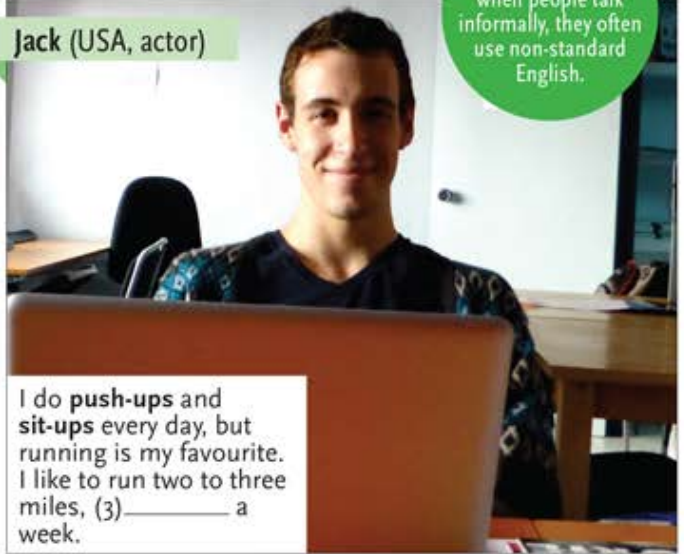 Jack (USA, actor)
when people talk
informally, they often
use non-standard
English.
I do push-ups and
sit-ups every day, but
running is my favourite.
I like to run two to three
miles, (3)__________ a
week.